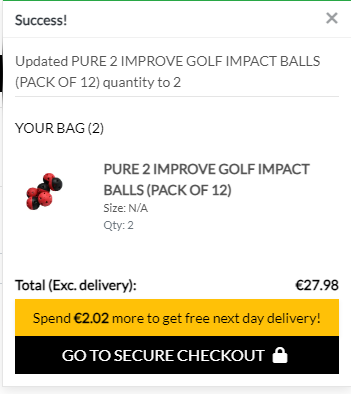 Success!
Updated PURE 2 IMPROVE GOLF IMPACT BALLS
(PACK OF 12) quantity to 2
YOUR BAG (2)
PURE 2 IMPROVE GOLF IMPACT
BALLS (PACK OF 12)
Size: N/A
Qty: 2
Total (Exc. delivery): €27.98
Spend €2.02 more to get free next day delivery!
GO TO SECURE CHECKOUT